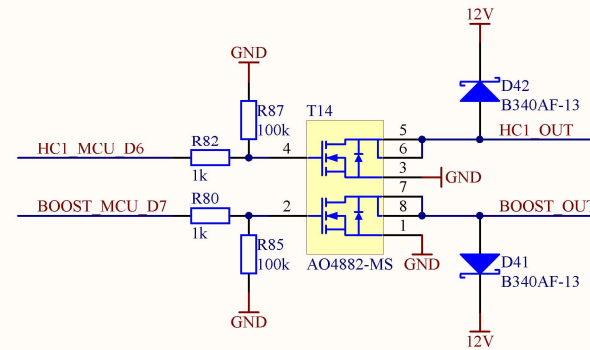 12V
GND
D42
B340AF-13
T14
R87
100k
R82
HC1_MCU_D6
4
5
6
3
HC1_OUT
1k
GND
R80
7
BOOST_MCU_D7
2
8
BOOST_OUT
1k
1
R85
100k
GND
D41
B340AF-13
AO4882-MS
GND
12V